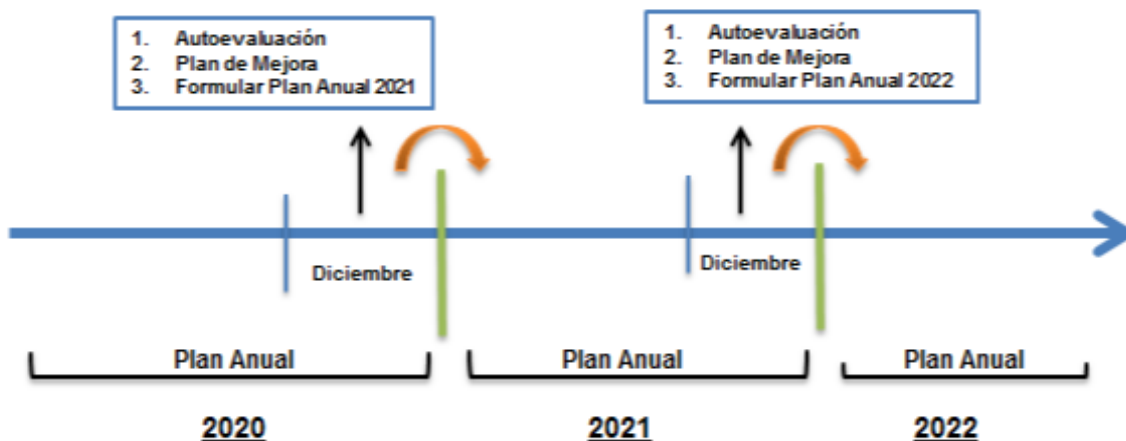 1. Autoevaluación
2. Plan de Mejora
3. Formular Plan Anual 2021
1. Autoevaluación
2. Plan de Mejora
3. Formular Plan Anual 2022
Diciembre
Diciembre
Plan Anual
Plan Anual
Plan Anual
2020
2021
2022